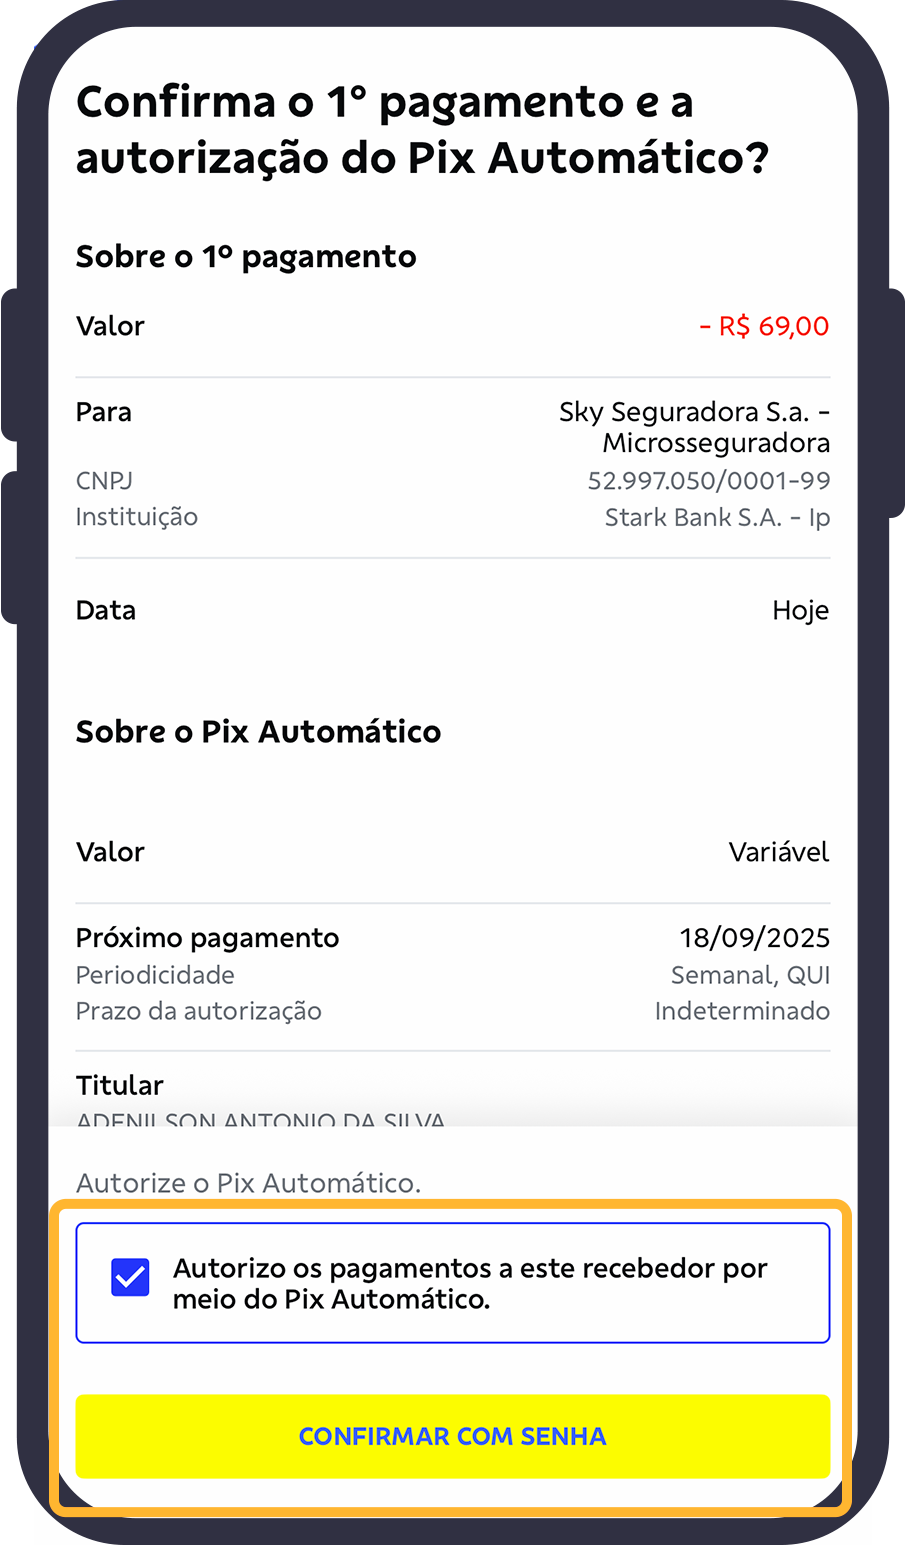 Confirma o 1° pagamento e a
autorização do Pix Automático?
Sobre o 1º pagamento
Valor
- R$ 69,00
Para
Sky Seguradora S.a. -
Microsseguradora
CNPJ
52.997.050/0001-99
Instituição
Stark Bank S.A. - Ip
Data
Hoje
Sobre o Pix Automático
Valor
Variável
Próximo pagamento
18/09/2025
Periodicidade
Semanal, QUI
Prazo da autorização
Indeterminado
Titular
ADENILSON ANTONIO DA SILVA
Autorize o Pix Automático.
Autorizo os pagamentos a este recebedor por
meio do Pix Automático.
CONFIRMAR COM SENHA